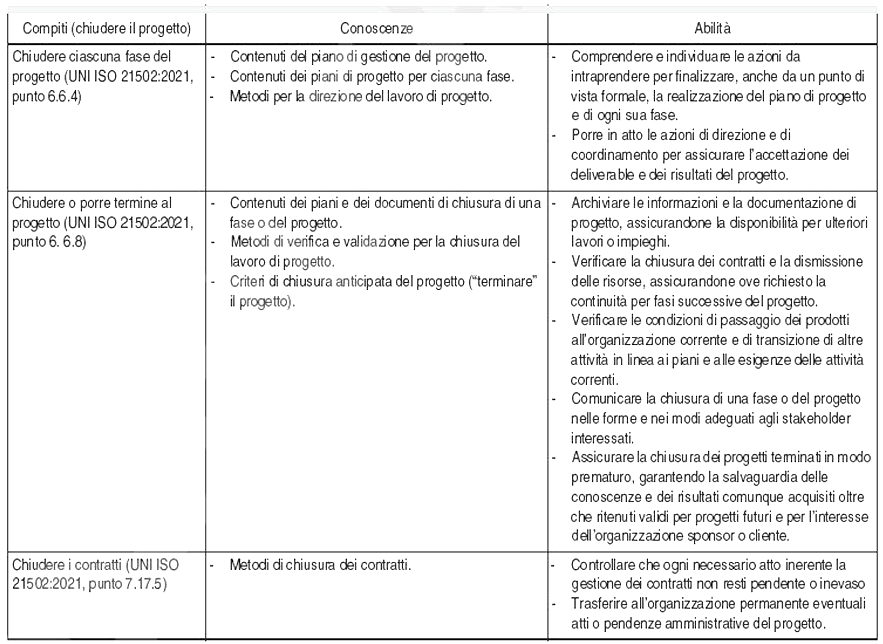 Compiti (chiudere il progetto)
Conoscenze
Abilità
Chiudere ciascuna fase del
progetto (UNI ISO 21502:2021,
punto 6.6.4)
- Contenuti del piano di gestione del progetto.
- Contenuti dei piani di progetto per ciascuna fase.
- Metodi per la direzione del lavoro di progetto.
- Comprendere e individuare le azioni da
intraprendere per finalizzare, anche da un punto di
vista formale, la realizzazione del piano di progetto
e di ogni sua fase.
- Porre in atto le azioni di direzione e di
coordinamento per assicurare l'accettazione dei
deliverable e dei risultati del progetto.
Chiudere o porre termine al
progetto (UNI ISO 21502:2021,
punto 6. 6.8)
- Contenuti dei piani e dei documenti di chiusura di una
fase o del progetto.
- Metodi di verifica e validazione per la chiusura del
lavoro di progetto.
- Criteri di chiusura anticipata del progetto ("terminare"
il progetto).
- Archiviare le informazioni e la documentazione di
progetto, assicurandone la disponibilità per ulteriori
lavori o impieghi.
- Verificare la chiusura dei contratti e la dismissione
delle risorse, assicurandone ove richiesto la
continuità per fasi successive del progetto.
- Verificare le condizioni di passaggio dei prodotti
all'organizzazione corrente e di transizione di altre
attività in linea ai piani e alle esigenze delle attività
correnti.
- Comunicare la chiusura di una fase o del progetto
nelle forme e nei modi adeguati agli stakeholder
interessati.
- Assicurare la chiusura dei progetti terminati in modo
prematuro, garantendo la salvaguardia delle
conoscenze e dei risultati comunque acquisiti oltre
che ritenuti validi per progetti futuri e per l'interesse
dell'organizzazione sponsor o cliente.
Chiudere i contratti (UNI ISO
21502:2021, punto 7.17.5)
- Metodi di chiusura dei contratti.
- Controllare che ogni necessario atto inerente la
gestione dei contratti non resti pendente o inevaso
- Trasferire all'organizzazione permanente eventuali
atti o pendenze amministrative del progetto.